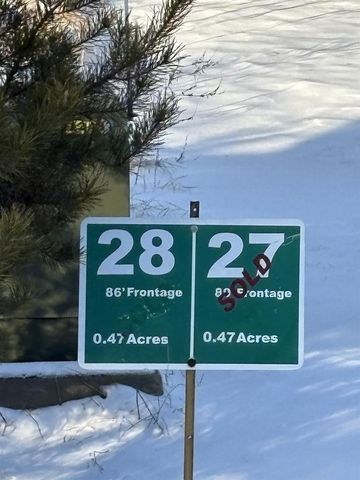 28
86' Frontage
0.47 Acres
27
SOLD
Frontage
0.47 Acres